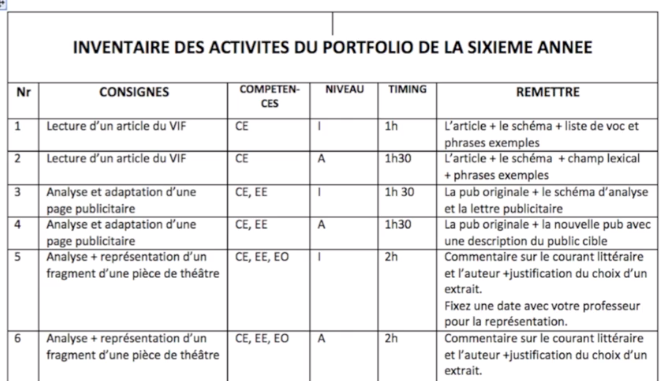 INVENTAIRE DES ACTIVITES DU PORTFOLIO DE LA SIXIEME ANNEE
Nr CONSIGNES COMPETEN-CES NIVEAU TIMING REMETTRE
1 Lecture d'un article du VIF CE I 1h L'article + le schéma + liste de voc et
phrases exemples
2 Lecture d'un article du VIF CE A 1h30 L'article + le schéma + champ lexical
+ phrases exemples
3 Analyse et adaptation d'une CE, EE I 1h 30 La pub originale + le schéma d'analyse
page publicitaire et la lettre publicitaire
4 Analyse et adaptation d'une CE, EE A 1h30 La pub originale + la nouvelle pub avec
page publicitaire une description du public cible
5 Analyse + représentation d'un CE, EE, EO I 2h Commentaire sur le courant littéraire
fragment d'une pièce de théâtre et l'auteur +justification du choix d'un
extrait.
Fixez une date avec votre professeur
pour la représentation.
6 Analyse + représentation d'un CE, EE, EO A 2h Commentaire sur le courant littéraire
fragment d'une pièce de théâtre et l'auteur +justification du choix d'un
extrait.